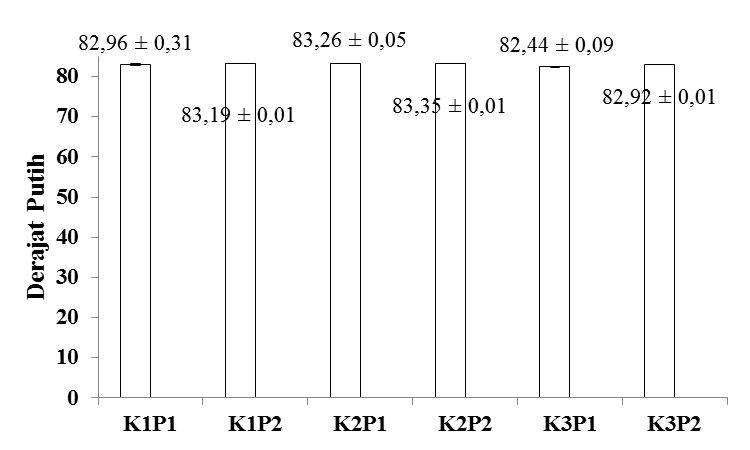 82,96 ± 0,31
83,26 ± 0,05
82,44 ± 0,09
83,19 ± 0,01
83,35 ± 0,01
82,92 ± 0,01
Derajat Putih
80
70
60
50
40
30
20
10
0
K1P1 K1P2 K2P1 K2P2 K3P1 K3P2